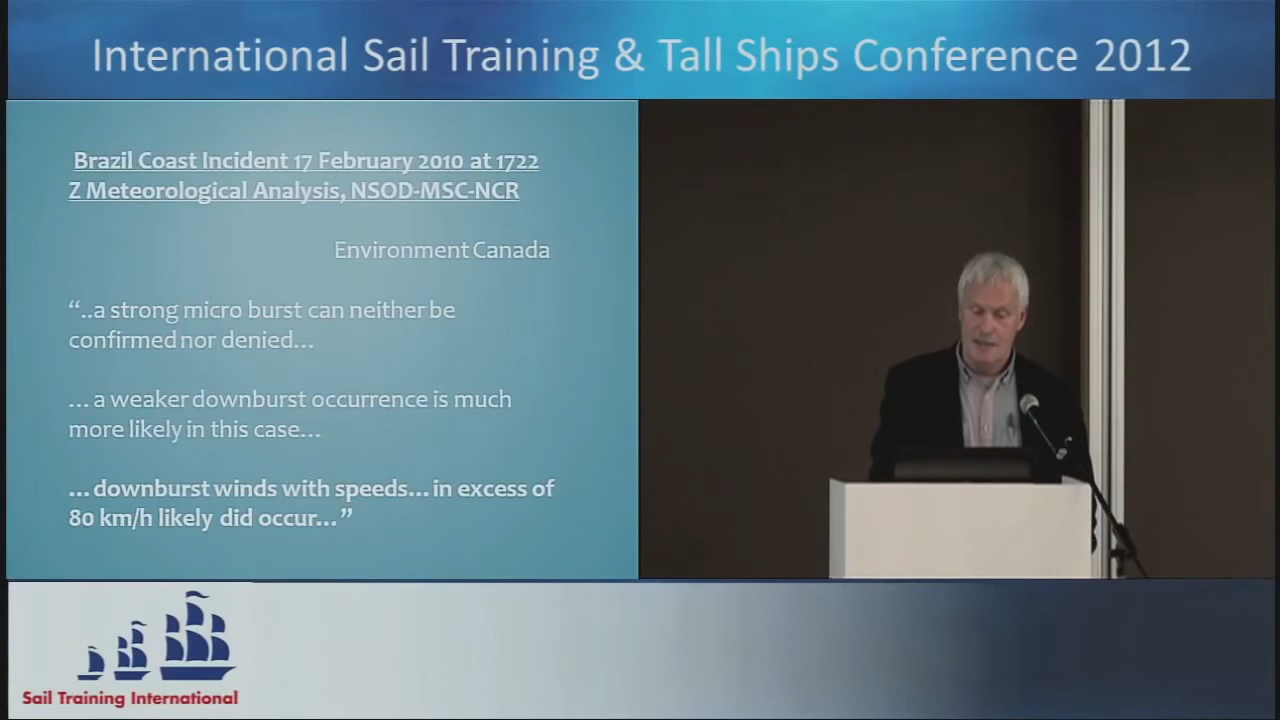 International Sail Training & Tall Ships Conference 2012
Brazil Coast Incident 17 February 2010 at 1722
Z Meteorological Analysis, NSOD-MSC-NCR
Environment Canada
“..a strong micro burst can neither be
confirmed nor denied...
... a weaker downburst occurrence is much
more likely in this case...
... downburst winds with speeds... in excess of
80 km/h likely did occur...”
Sail Training International